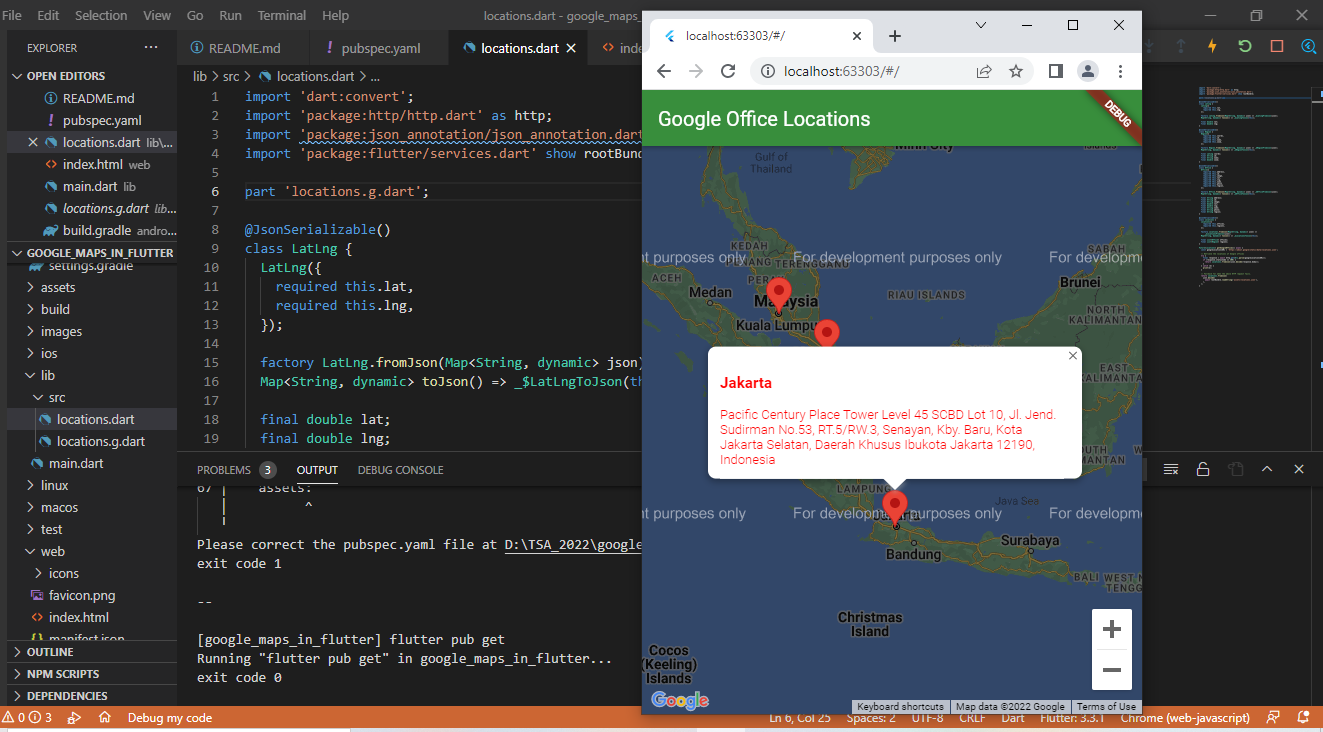 File Edit Selection View Go Run Terminal Help
locations.dart - google_maps_
EXPLORER
OPEN EDITORS
README.md
pubspec.yaml
locations.dart lib\...
index.html web
main.dart lib
locations.g.dart lib...
build.gradle andro...
GOOGLE_MAPS_IN_FLUTTER
settings.gradle
assets
build
images
ios
lib
src
locations.dart
locations.g.dart
main.dart
linux
macos
test
web
icons
favicon.png
index.html
manifest.json
OUTLINE
NPM SCRIPTS
DEPENDENCIES
README.md
pubspec.yaml
locations.dart
inde
lib > src > locations.dart > ...
1 import 'dart:convert';
2 import 'package:http/http.dart' as http;
3 import 'package:json_annotation/json_annotation.dart
4 import 'package:flutter/services.dart' show rootBund
5
6 part 'locations.g.dart';
7
8 @JsonSerializable()
9 class LatLng {
10 LatLng({
11 required this.lat,
12 required this.lng,
13 });
14
15 factory LatLng.fromJson(Map<String, dynamic> json)
16 Map<String, dynamic> toJson() => _$LatLngToJson(th
17
18 final double lat;
19 final double lng;
PROBLEMS 3 OUTPUT DEBUG CONSOLE
67 | assets:
| ^
Please correct the pubspec.yaml file at D:\TSA_2022\google
exit code 1
--
[google_maps_in_flutter] flutter pub get
Running "flutter pub get" in google_maps_in_flutter...
exit code 0
localhost:63303/#/
localhost:63303/#/
Google Office Locations
DEBUG
Minh City
Islands
Gulf of
Thailand
KEDAH
SABAH
nt purposes only
For development purposes only
For developm
PENANG
TERENGGANU
ACEH
PER
Medan
Malaysia
RIAU ISLANDS
Brunei
Kuala Lumpu
NORTH
KALIMANTAN
EAST
KALIMANTAN
Jakarta
Pacific Century Place Tower Level 45 SCBD Lot 10, Jl. Jend.
Sudirman No.53, RT.5/RW.3, Senayan, Kby. Baru, Kota
Jakarta Selatan, Daerah Khusus Ibukota Jakarta 12190,
Indonesia
UTH
MANTAN
LAMPUNG
Java Sea
nt purposes only
For development purposes only
For developm
Jakarta
Bandung
Surabaya
BALI
WEST N
TENGG
Christmas
Island
Cocos
(Keeling)
Islands
Google
Keyboard shortcuts
Map data ©2022 Google
Terms of Use
0 3
Debug my code
Ln 6, Col 25
Spaces: 2
UTF-8
CRLF
Dart
Flutter: 3.3.1
Chrome (web-javascript)